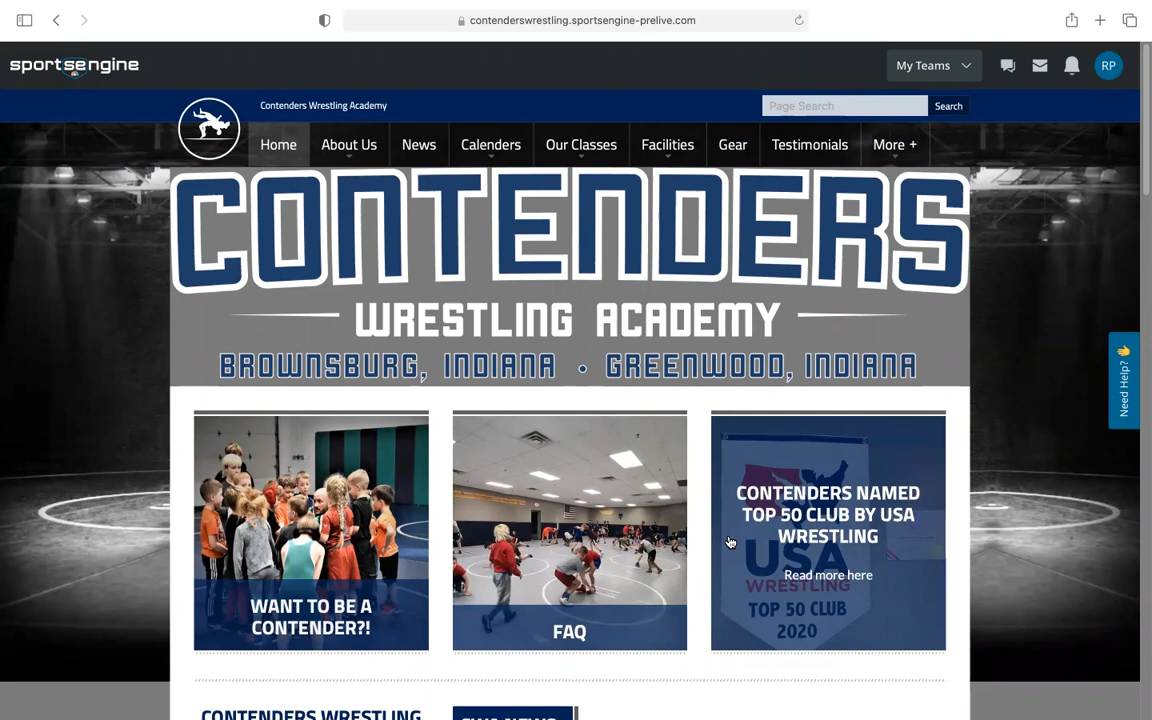 contenderswrestling.sportsengine-prelive.com
sportsengine
My Teams
RP
Contenders Wrestling Academy
Page Search
Search
Home
About Us
News
Calenders
Our Classes
Facilities
Gear
Testimonials
More +
CONTENDERS
WRESTLING ACADEMY
BROWNSBURG, INDIANA • GREENWOOD, INDIANA
Need Help? 👋
WANT TO BE A
CONTENDER?!
FAQ
CONTENDERS NAMED
TOP 50 CLUB BY USA
WRESTLING
Read more here
USA
WRESTLING
TOP 50 CLUB
2020
CONTENDERS WRESTLING
CWA NEWS